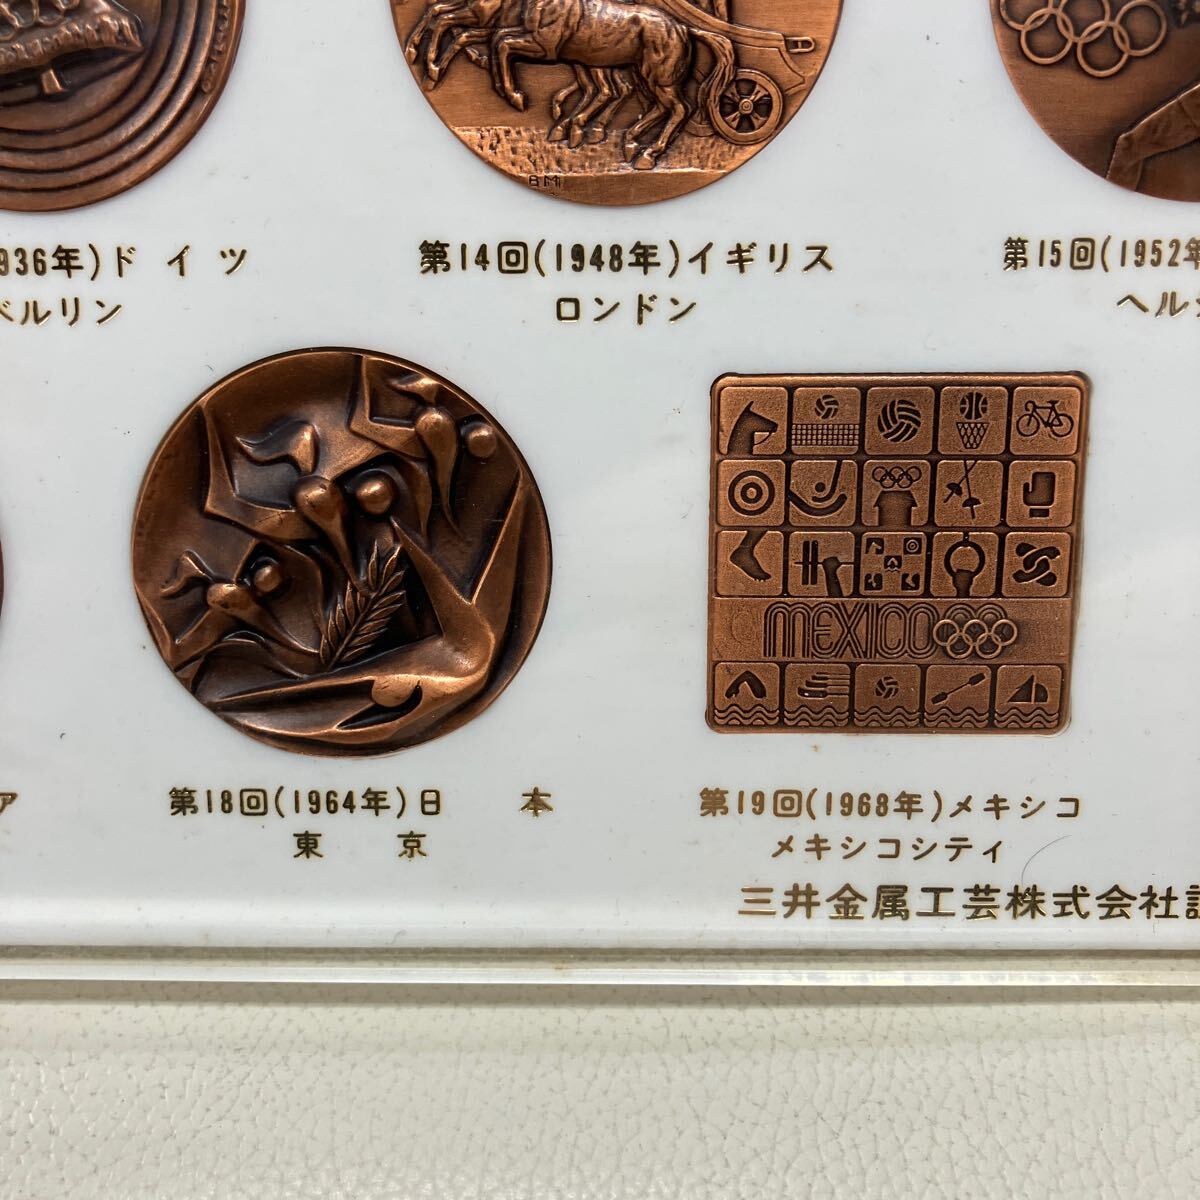 BM
936年)ドイツ
ベルリン
第14回(1948年)イギリス
ロンドン
第15回(1952年
ヘル
MEXICO
第18回(1964年)日本
東京
第19回(1968年)メキシコ
メキシコシティ
三井金属工芸株式会社
ア